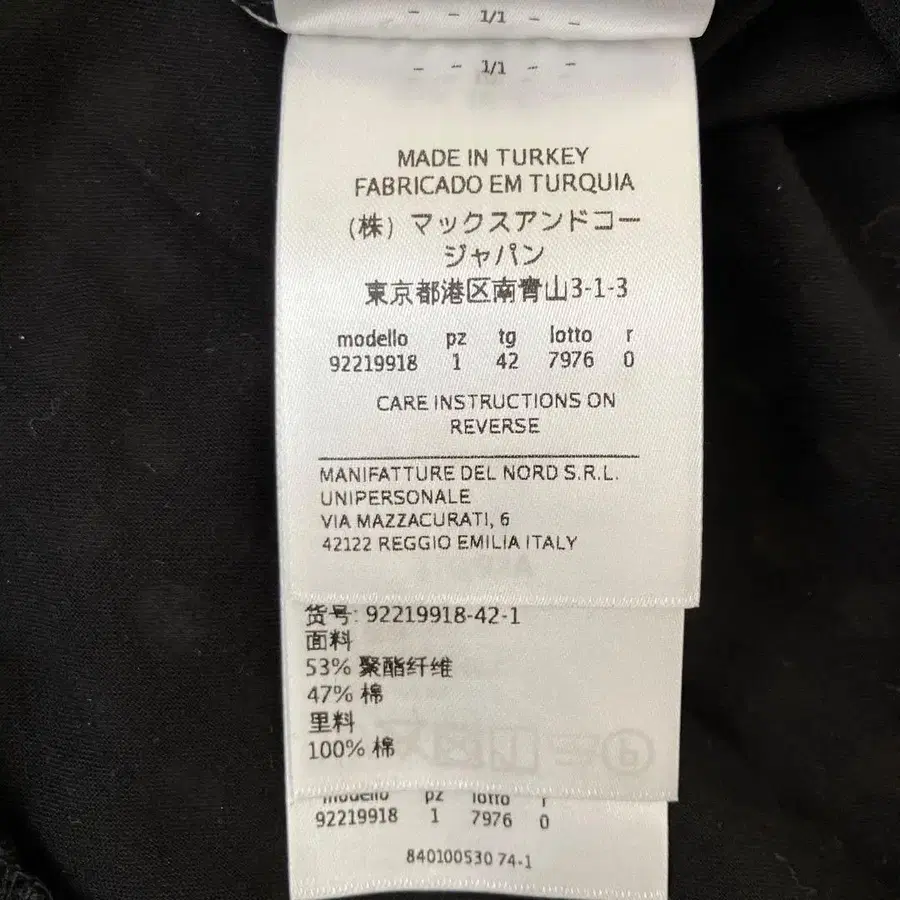 - - 1/1 - -
- - 1/1 - -
MADE IN TURKEY
FABRICADO EM TURQUIA
(株) マックスアンドコー
ジャパン
東京都港区南青山3-1-3
modello pz tg lotto r
92219918 1 42 7976 0
CARE INSTRUCTIONS ON
REVERSE
MANIFATTURE DEL NORD S.R.L.
UNIPERSONALE
VIA MAZZACURATI, 6
42122 REGGIO EMILIA ITALY
货号: 92219918-42-1
面料
53% 聚酯纤维
47% 棉
里料
100% 棉
modello pz lotto r
92219918 1 7976 0
840100530 74-1